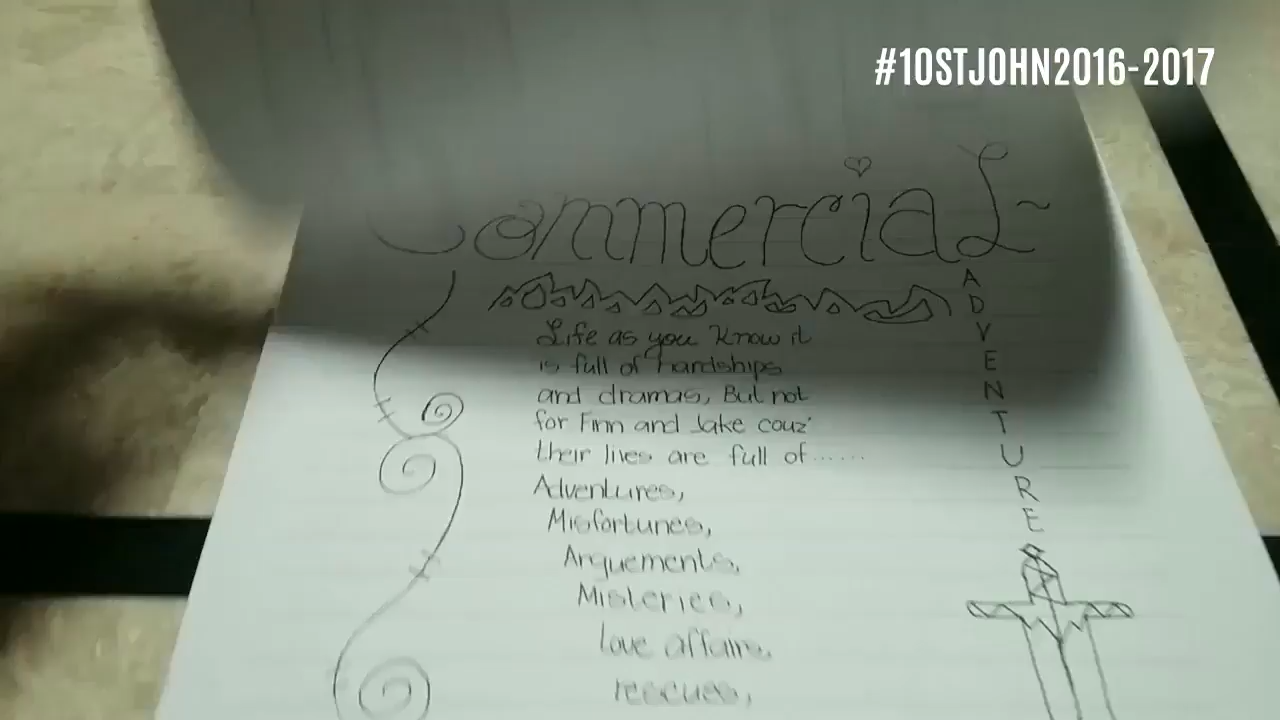 #10STJOHN2016-2017
CommerciaL~
ADVENTURE
Life as you Know it
is full of hardships
and dramas, But not
for Finn and Jake couz'
their lives are full of......
Adventures,
Misfortunes,
Arguements,
Misteries,
love affairs,
rescues,